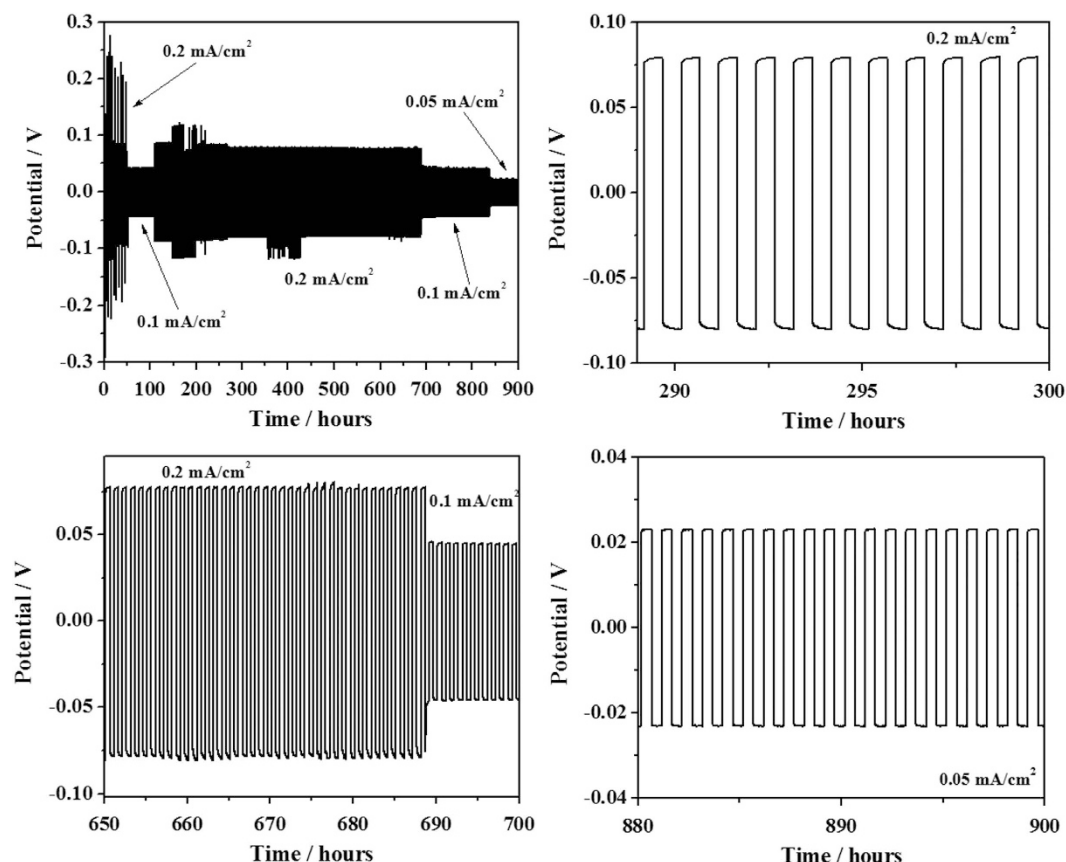 0.3
0.2
0.1
0.0
-0.1
-0.2
-0.3
Potential / V
0.2 mA/cm²
0.05 mA/cm²
0.2 mA/cm²
0.1 mA/cm²
0.1 mA/cm²
0 100 200 300 400 500 600 700 800 900
Time / hours
0.10
0.05
0.00
-0.05
-0.10
Potential / V
0.2 mA/cm²
290 295 300
Time / hours
0.05
0.00
-0.05
-0.10
Potential / V
0.2 mA/cm²
0.1 mA/cm²
650 660 670 680 690 700
Time / hours
0.04
0.02
0.00
-0.02
-0.04
Potential / V
0.05 mA/cm²
880 890 900
Time / hours